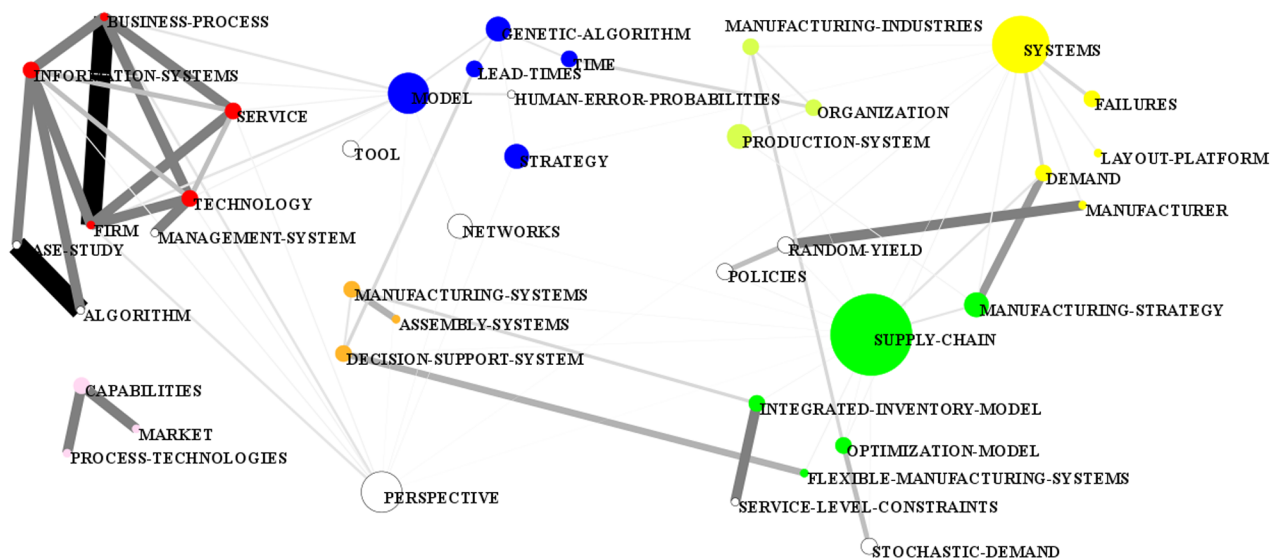 BUSINESS-PROCESS
INFORMATION-SYSTEMS
SERVICE
TECHNOLOGY
FIRM
MANAGEMENT-SYSTEM
ASE-STUDY
ALGORITHM
CAPABILITIES
MARKET
PROCESS-TECHNOLOGIES
GENETIC-ALGORITHM
LEAD-TIMES
TIME
MODEL
HUMAN-ERROR-PROBABILITIES
TOOL
STRATEGY
NETWORKS
MANUFACTURING-SYSTEMS
ASSEMBLY-SYSTEMS
DECISION-SUPPORT-SYSTEM
PERSPECTIVE
MANUFACTURING-INDUSTRIES
ORGANIZATION
PRODUCTION-SYSTEM
SYSTEMS
FAILURES
LAYOUT-PLATFORM
DEMAND
MANUFACTURER
RANDOM-YIELD
POLICIES
MANUFACTURING-STRATEGY
SUPPLY-CHAIN
INTEGRATED-INVENTORY-MODEL
OPTIMIZATION-MODEL
FLEXIBLE-MANUFACTURING-SYSTEMS
SERVICE-LEVEL-CONSTRAINTS
STOCHASTIC-DEMAND